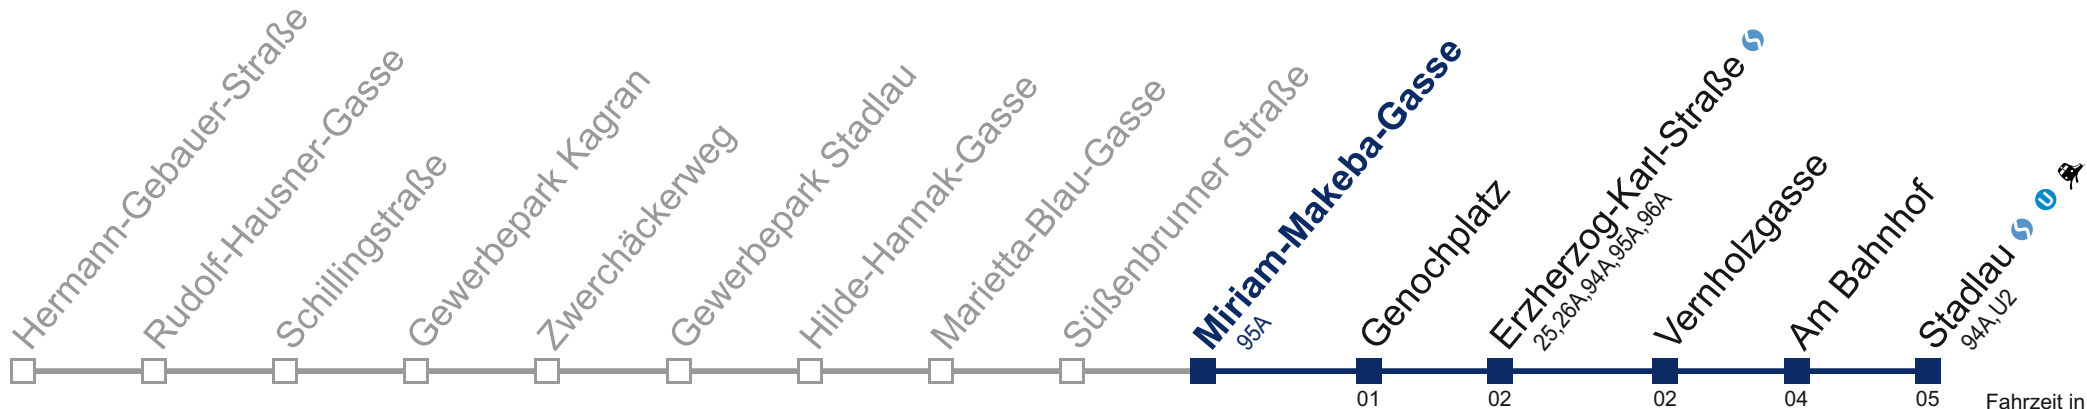 Hermann-Gebauer-Straße
Rudolf-Hausner-Gasse
Schillingstraße
Gewerbepark Kagran
Zwerchäckerweg
Gewerbepark Stadlau
Hilde-Hannak-Gasse
Marietta-Blau-Gasse
Süßenbrunner Straße
Miriam-Makeba-Gasse
95A
Genochplatz
Erzherzog-Karl-Straße S
25,26A,94A,95A,96A
Vernholzgasse
Am Bahnhof
Stadlau S U
94A,U2
01 02 02 04 05 Fahrzeit in